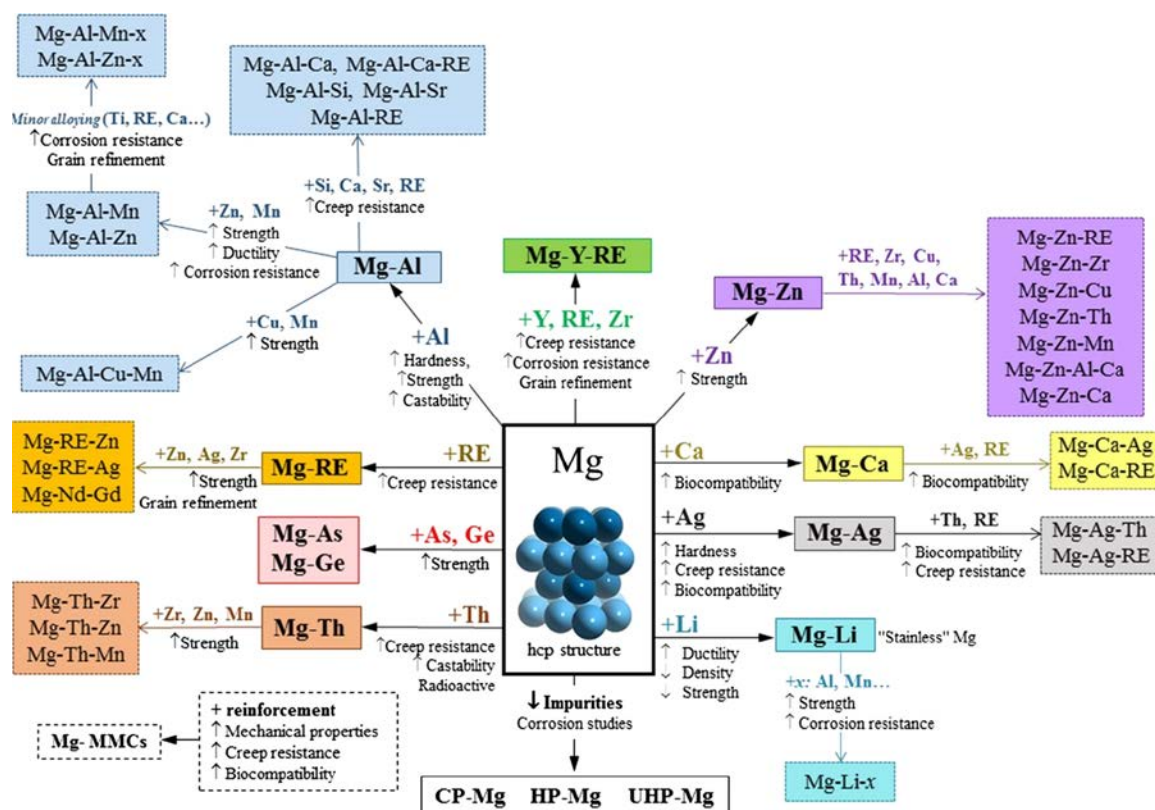 Mg-Al-Mn-x
Mg-Al-Zn-x
Minor alloying (Ti, RE, Ca…)
↑Corrosion resistance
Grain refinement
Mg-Al-Mn
Mg-Al-Zn
+Zn, Mn
↑ Strength
↑ Ductility
↑ Corrosion resistance
Mg-Al-Ca, Mg-Al-Ca-RE
Mg-Al-Si, Mg-Al-Sr
Mg-Al-RE
+Si, Ca, Sr, RE
↑Creep resistance
Mg-Al
+Cu, Mn
↑ Strength
Mg-Al-Cu-Mn
+Al
↑ Hardness,
↑Strength
↑ Castability
Mg-Y-RE
+Y, RE, Zr
↑Creep resistance
↑Corrosion resistance
Grain refinement
Mg-Zn
+Zn
↑ Strength
+RE, Zr, Cu,
Th, Mn, Al, Ca
Mg-Zn-RE
Mg-Zn-Zr
Mg-Zn-Cu
Mg-Zn-Th
Mg-Zn-Mn
Mg-Zn-Al-Ca
Mg-Zn-Ca
Mg-RE-Zn
Mg-RE-Ag
Mg-Nd-Gd
+Zn, Ag, Zr
↑Strength
Grain refinement
Mg-RE
+RE
↑Creep resistance
Mg-As
Mg-Ge
+As, Ge
↑Strength
Mg-Th-Zr
Mg-Th-Zn
Mg-Th-Mn
+Zr, Zn, Mn
↑Strength
Mg-Th
+Th
↑Creep resistance
↑ Castability
Radioactive
Mg
hcp structure
+Ca
↑ Biocompatibility
Mg-Ca
+Ag, RE
↑ Biocompatibility
Mg-Ca-Ag
Mg-Ca-RE
+Ag
↑ Hardness
↑ Creep resistance
↑ Biocompatibility
Mg-Ag
+Th, RE
↑ Biocompatibility
↑ Creep resistance
Mg-Ag-Th
Mg-Ag-RE
+Li
↑ Ductility
↓ Density
↓ Strength
Mg-Li
"Stainless" Mg
+x: Al, Mn…
↑ Strength
↑ Corrosion resistance
Mg-Li-x
Mg- MMCs
+ reinforcement
↑ Mechanical properties
↑ Creep resistance
↑ Biocompatibility
↓ Impurities
Corrosion studies
CP-Mg HP-Mg UHP-Mg